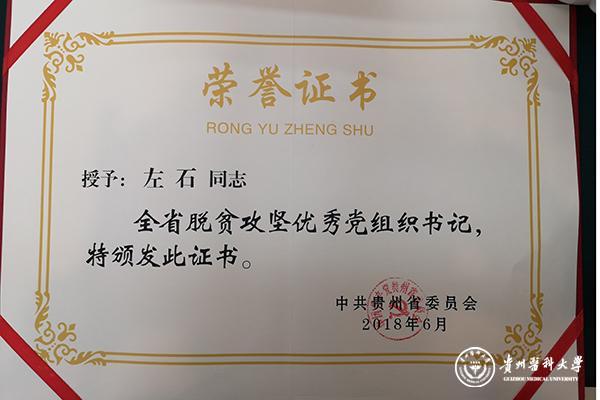 荣誉证书
RONG YU ZHENG SHU
授予：左 石 同志
全省脱贫攻坚优秀党组织书记，
特颁发此证书。
中共贵州省委员会
2018年6月
贵州医科大学
GUIZHOU MEDICAL UNIVERSITY